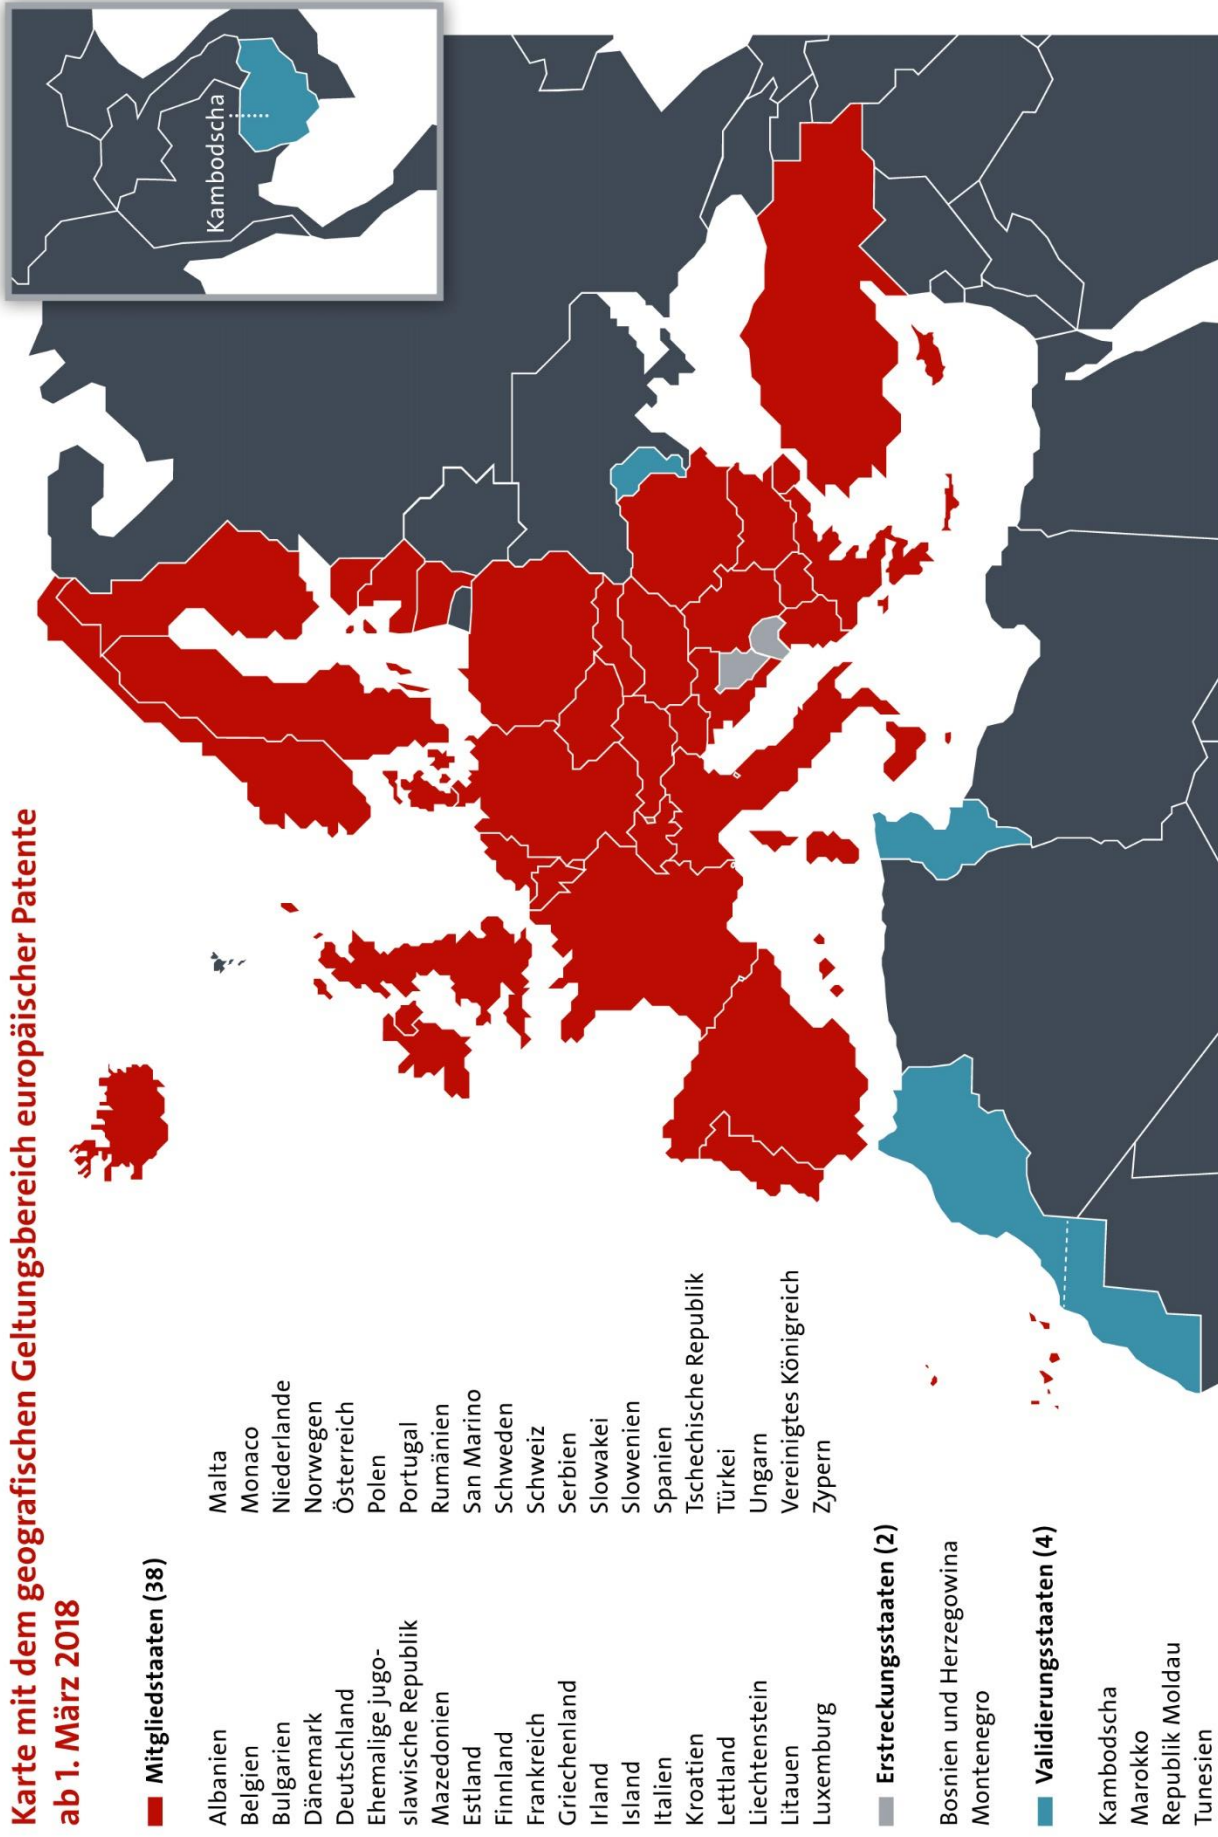 Karte mit dem geografischen Geltungsbereich europäischer Patente
ab 1. März 2018
Mitgliedstaaten (38)
Albanien
Belgien
Bulgarien
Dänemark
Deutschland
Ehemalige jugo-
slawische Republik
Mazedonien
Estland
Finnland
Frankreich
Griechenland
Irland
Island
Italien
Kroatien
Lettland
Liechtenstein
Litauen
Luxemburg
Malta
Monaco
Niederlande
Norwegen
Österreich
Polen
Portugal
Rumänien
San Marino
Schweden
Schweiz
Serbien
Slowakei
Slowenien
Spanien
Tschechische Republik
Türkei
Ungarn
Vereinigtes Königreich
Zypern
Erstreckungsstaaten (2)
Bosnien und Herzegowina
Montenegro
Validierungsstaaten (4)
Kambodscha
Marokko
Republik Moldau
Tunesien
Kambodscha